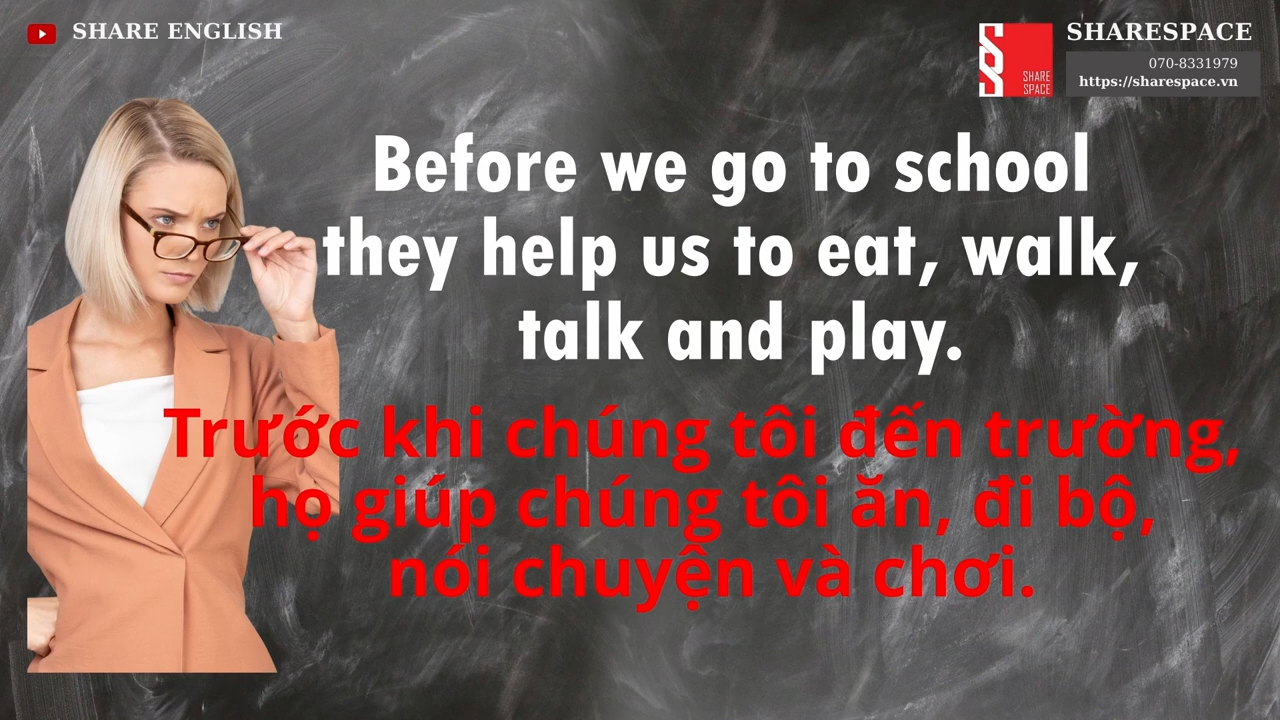 SHARE ENGLISH
SHARESPACE
070-8331979
https://sharespace.vn
SHARE
SPACE
Before we go to school
they help us to eat, walk,
talk and play.
Trước khi chúng tôi đến trường,
họ giúp chúng tôi ăn, đi bộ,
nói chuyện và chơi.